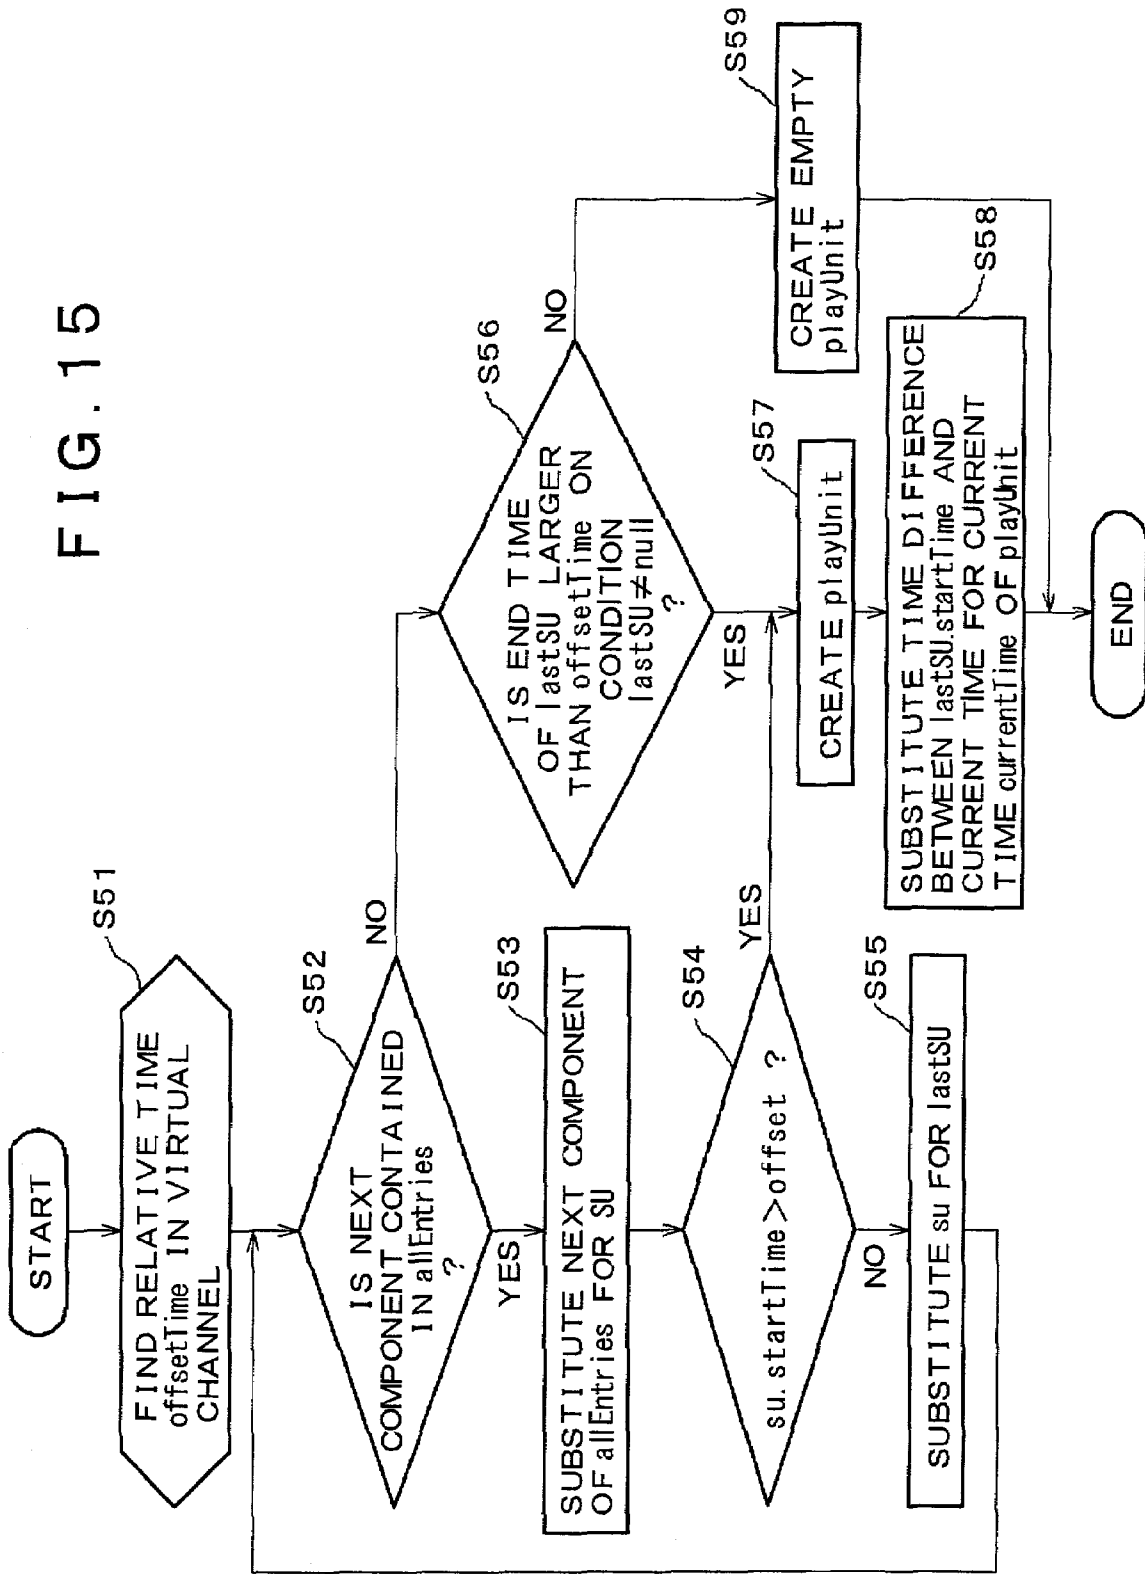 FIG.15
START
S51
FIND RELATIVE TIME
offsetTime IN VIRTUAL
CHANNEL
S52
IS NEXT
COMPONENT CONTAINED
IN allEntries
?
NO
YES
S53
SUBSTITUTE NEXT COMPONENT
OF allEntries FOR SU
S54
su.startTime>offset ?
YES
NO
S55
SUBSTITUTE su FOR lastSU
S56
IS END TIME
OF lastSU LARGER
THAN offsetTime ON
CONDITION
lastSU≠null
?
NO
YES
S57
CREATE playUnit
S58
SUBSTITUTE TIME DIFFERENCE
BETWEEN lastSU.startTime AND
CURRENT TIME FOR CURRENT
TIME currentTime OF playUnit
S59
CREATE EMPTY
playUnit
END